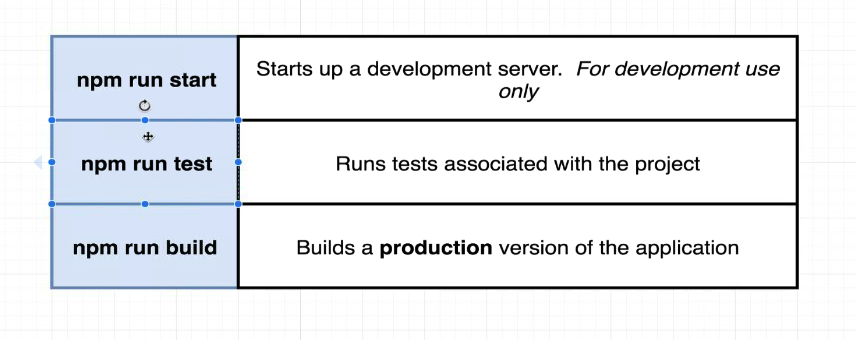 npm run start
Starts up a development server.  For development use
only
npm run test
Runs tests associated with the project
npm run build
Builds a production version of the application